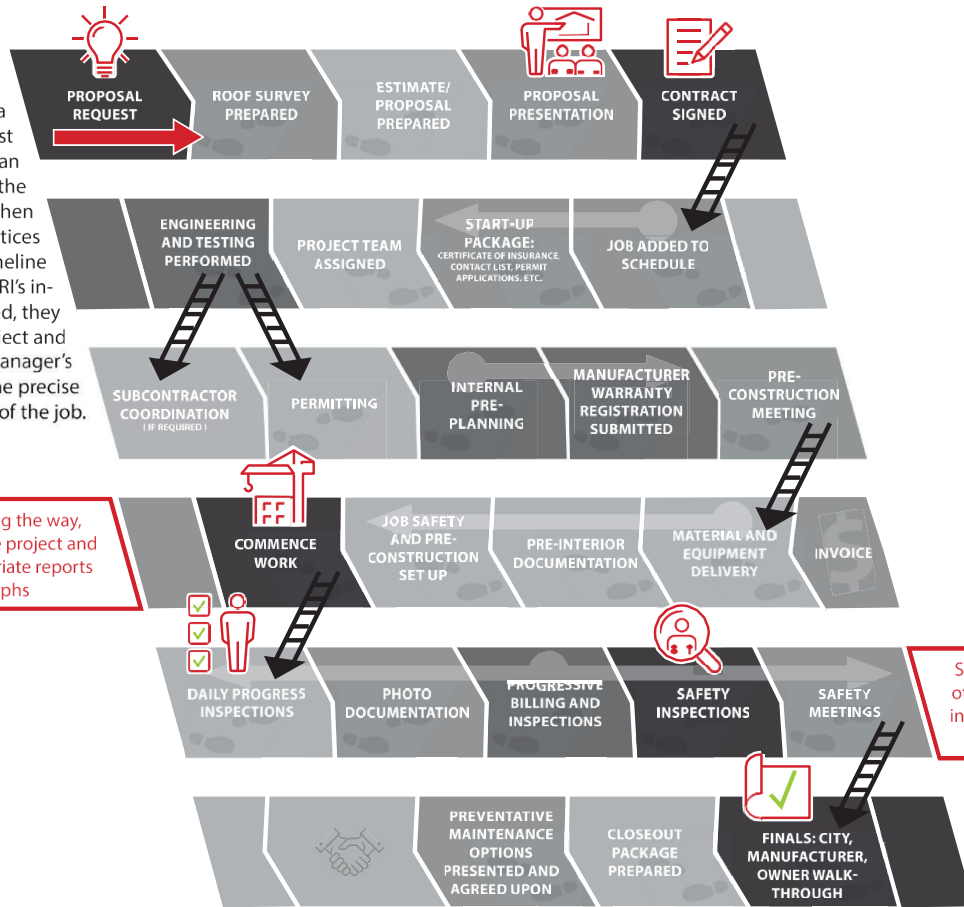 PROPOSAL
REQUEST
ROOF SURVEY
PREPARED
ESTIMATE/
PROPOSAL
PREPARED
PROPOSAL
PRESENTATION
CONTRACT
SIGNED
a
st
an
the
hen
tices
neline
RI's in-
ed, they
ject and
anager's
ne precise
of the job.
ENGINEERING
AND TESTING
PERFORMED
PROJECT TEAM
ASSIGNED
START-UP
PACKAGE:
CERTIFICATE OF INSURANCE,
CONTACT LIST, PERMIT
APPLICATIONS, ETC.
JOB ADDED TO
SCHEDULE
SUBCONTRACTOR
COORDINATION
( IF REQUIRED )
PERMITTING
INTERNAL
PRE-
PLANNING
MANUFACTURER
WARRANTY
REGISTRATION
SUBMITTED
PRE-
CONSTRUCTION
MEETING
ng the way,
e project and
riate reports
phs
COMMENCE
WORK
JOB SAFETY
AND PRE-
CONSTRUCTION
SET UP
PRE-INTERIOR
DOCUMENTATION
MATERIAL AND
EQUIPMENT
DELIVERY
$
INVOICE
DAILY PROGRESS
INSPECTIONS
PHOTO
DOCUMENTATION
PROGRESSIVE
BILLING AND
INSPECTIONS
SAFETY
INSPECTIONS
SAFETY
MEETINGS
S
of
in
PREVENTATIVE
MAINTENANCE
OPTIONS
PRESENTED AND
AGREED UPON
CLOSEOUT
PACKAGE
PREPARED
FINALS: CITY,
MANUFACTURER,
OWNER WALK-
THROUGH